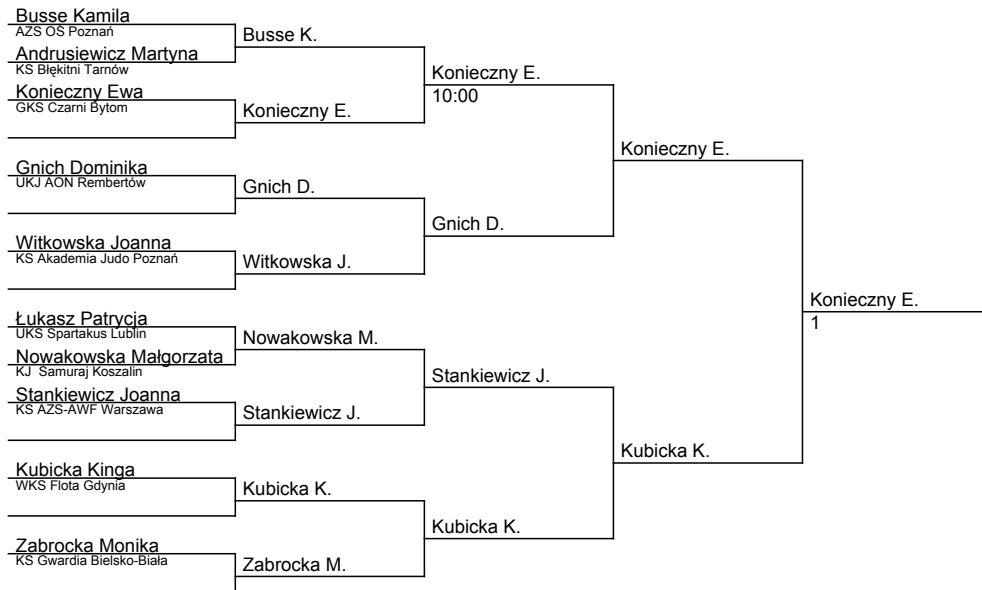 Busse Kamila
AZS OŚ Poznań
Andrusiewicz Martyna
KS Błękitni Tarnów
Konieczny Ewa
GKS Czarni Bytom
Gnich Dominika
UKJ AON Rembertów
Witkowska Joanna
KS Akademia Judo Poznań
Łukasz Patrycja
UKS Spartakus Lublin
Nowakowska Małgorzata
KJ Samuraj Koszalin
Stankiewicz Joanna
KS AZS-AWF Warszawa
Kubicka Kinga
WKS Flota Gdynia
Zabrocka Monika
KS Gwardia Bielsko-Biała
Busse K.
Konieczny E.
Gnich D.
Witkowska J.
Nowakowska M.
Stankiewicz J.
Kubicka K.
Zabrocka M.
Konieczny E.
10:00
Gnich D.
Stankiewicz J.
Kubicka K.
Konieczny E.
Kubicka K.
Konieczny E.
1